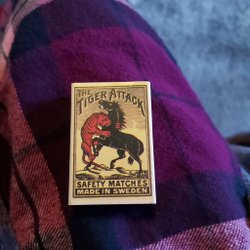 THE
TIGER ATTACK
SAFETY MATCHES
MADE IN SWEDEN